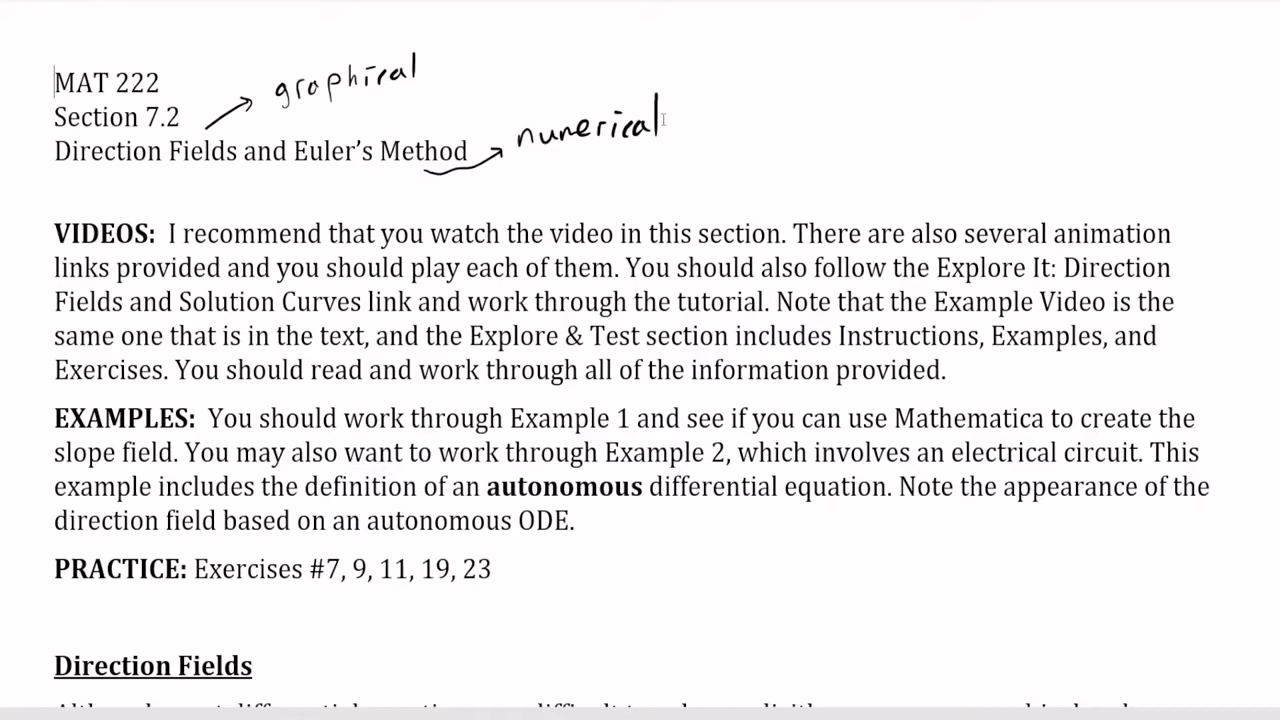 MAT 222
graphical
Section 7.2
numerical
Direction Fields and Euler's Method
VIDEOS: I recommend that you watch the video in this section. There are also several animation
links provided and you should play each of them. You should also follow the Explore It: Direction
Fields and Solution Curves link and work through the tutorial. Note that the Example Video is the
same one that is in the text, and the Explore & Test section includes Instructions, Examples, and
Exercises. You should read and work through all of the information provided.
EXAMPLES: You should work through Example 1 and see if you can use Mathematica to create the
slope field. You may also want to work through Example 2, which involves an electrical circuit. This
example includes the definition of an autonomous differential equation. Note the appearance of the
direction field based on an autonomous ODE.
PRACTICE: Exercises #7, 9, 11, 19, 23
Direction Fields